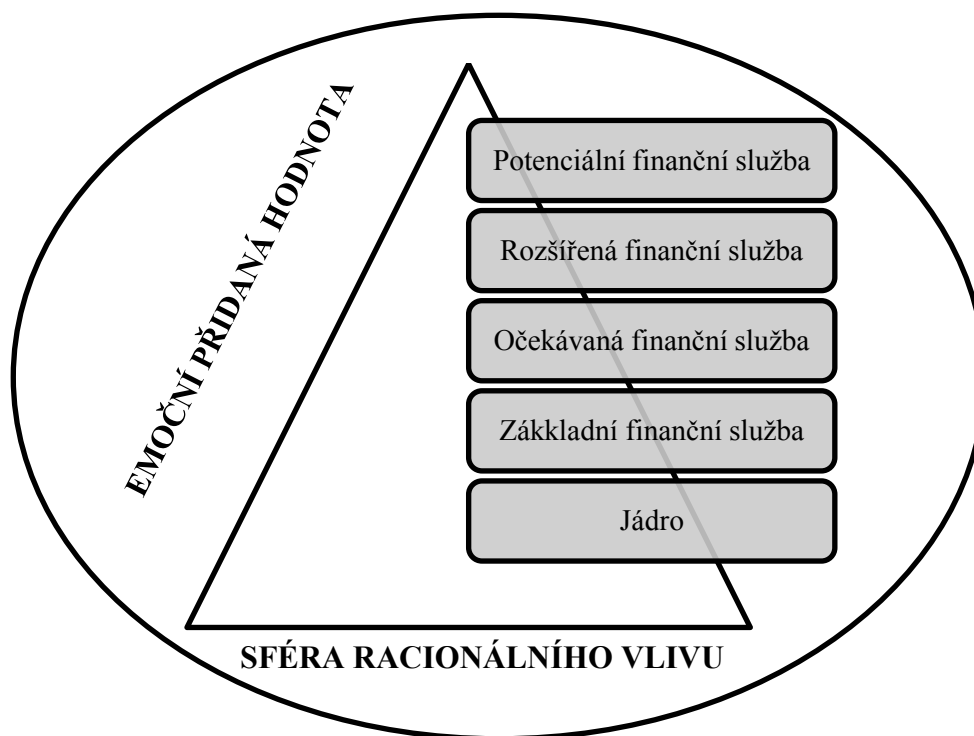 EMOČNÍ PŘIDANÁ HODNOTA
Potenciální finanční služba
Rozšířená finanční služba
Očekávaná finanční služba
Zákkladní finanční služba
Jádro
SFÉRA RACIONÁLNÍHO VLIVU